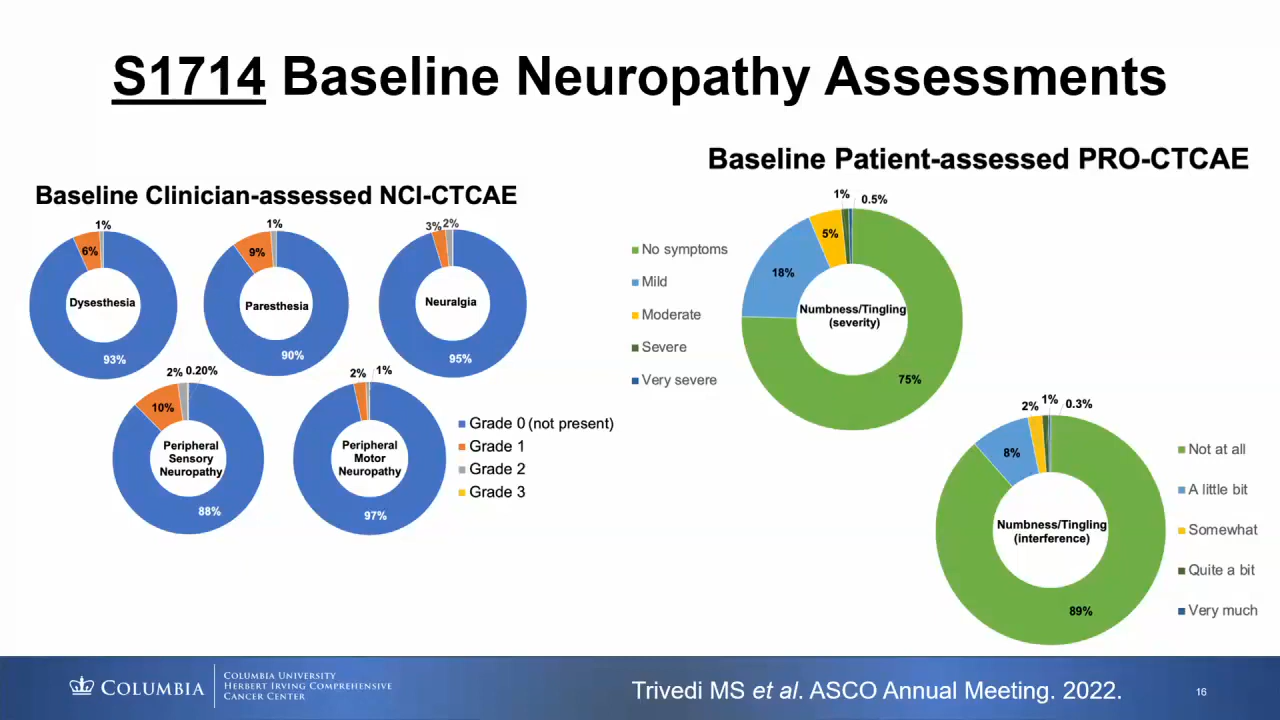 S1714 Baseline Neuropathy Assessments
Baseline Clinician-assessed NCI-CTCAE
1%
6%
Dysesthesia
93%
1%
9%
Paresthesia
90%
3%
2%
Neuralgia
95%
2%
0.20%
10%
Peripheral
Sensory
Neuropathy
88%
2%
1%
Peripheral
Motor
Neuropathy
97%
Grade 0 (not present)
Grade 1
Grade 2
Grade 3
Baseline Patient-assessed PRO-CTCAE
No symptoms
Mild
Moderate
Severe
Very severe
1%
0.5%
5%
18%
Numbness/Tingling
(severity)
75%
2%
1%
0.3%
8%
Numbness/Tingling
(interference)
89%
Not at all
A little bit
Somewhat
Quite a bit
Very much
COLUMBIA
COLUMBIA UNIVERSITY
HERBERT IRVING COMPREHENSIVE
CANCER CENTER
Trivedi MS et al. ASCO Annual Meeting. 2022.
16